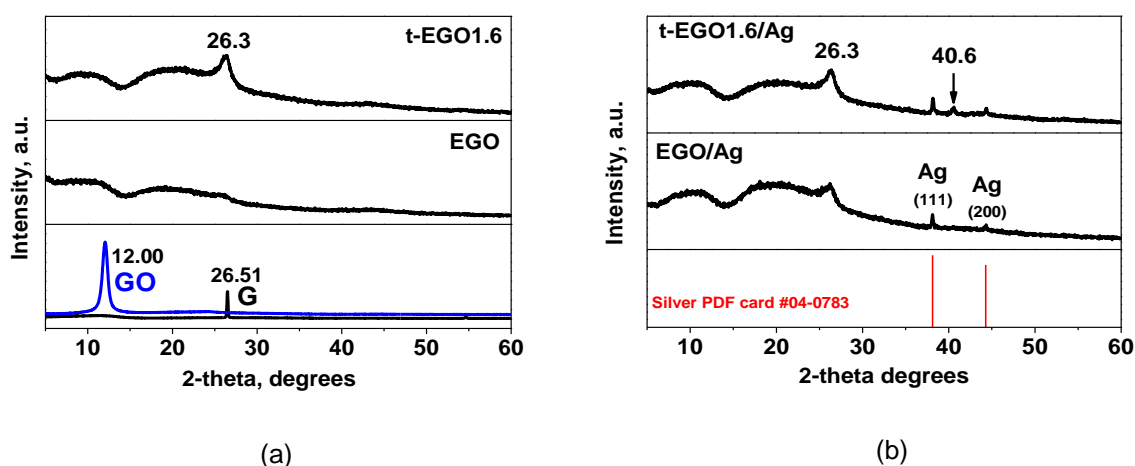 t-EGO1.6
26.3
EGO
12.00
GO
26.51
G
Intensity, a.u.
10 20 30 40 50 60
2-theta, degrees
(a)
t-EGO1.6/Ag
26.3
40.6
EGO/Ag
Ag
(111)
Ag
(200)
Silver PDF card #04-0783
Intensity, a.u.
10 20 30 40 50 60
2-theta degrees
(b)